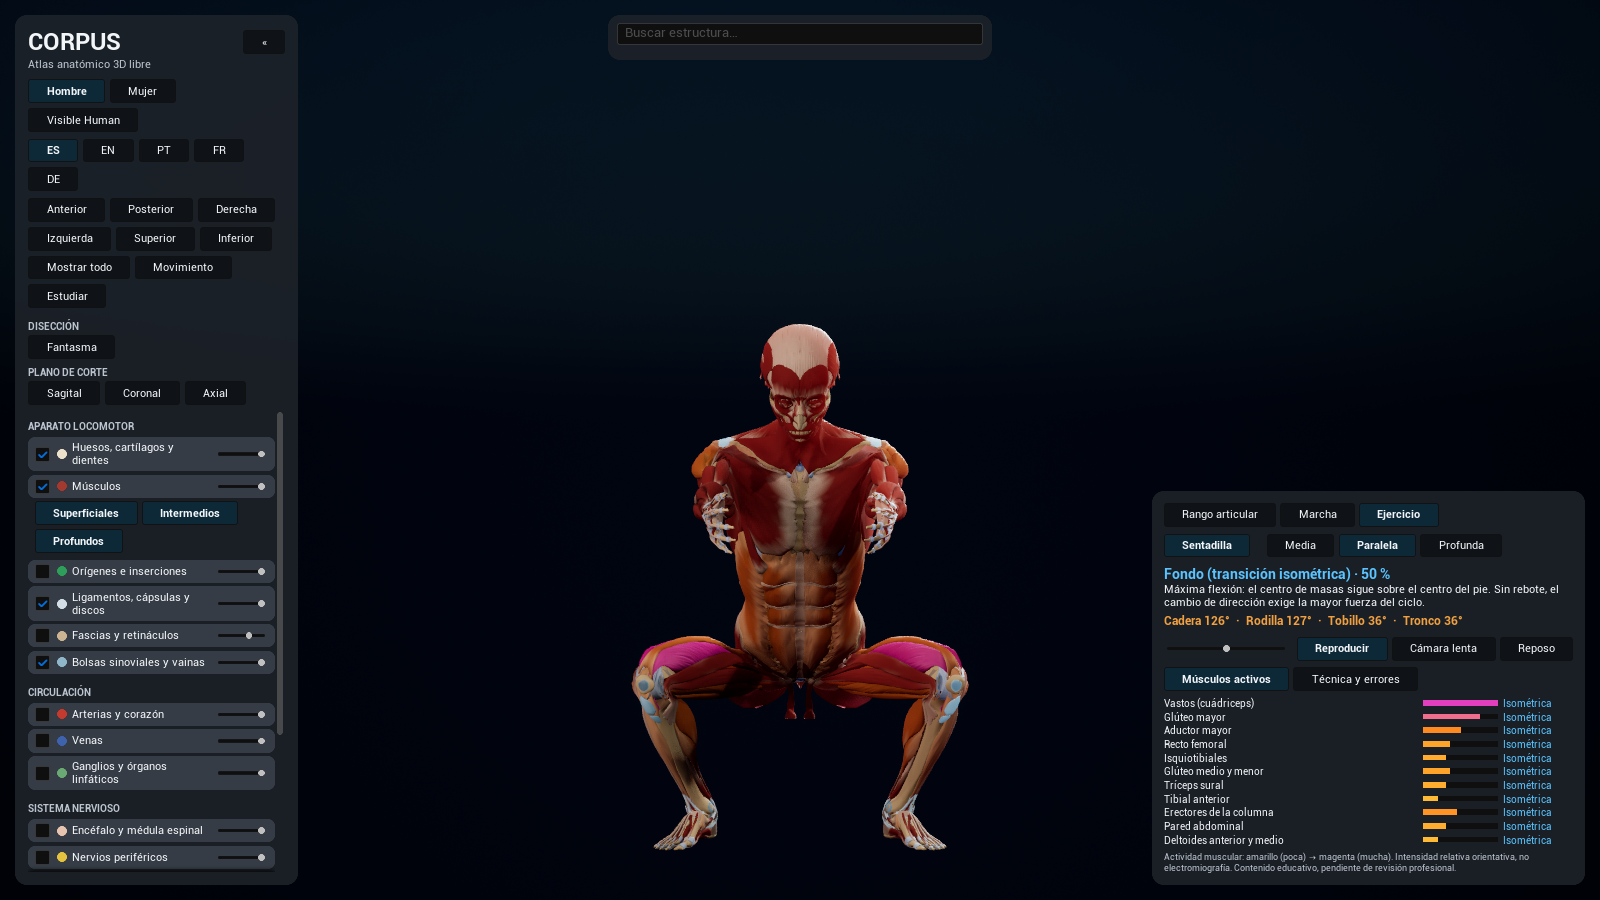 CORPUS
«
Atlas anatómico 3D libre
Hombre
Mujer
Visible Human
ES
EN
PT
FR
DE
Anterior
Posterior
Derecha
Izquierda
Superior
Inferior
Mostrar todo
Movimiento
Estudiar
DISECCIÓN
Fantasma
PLANO DE CORTE
Sagital
Coronal
Axial
APARATO LOCOMOTOR
Huesos, cartílagos y
dientes
Músculos
Superficiales
Intermedios
Profundos
Orígenes e inserciones
Ligamentos, cápsulas y
discos
Fascias y retináculos
Bolsas sinoviales y vainas
CIRCULACIÓN
Arterias y corazón
Venas
Ganglios y órganos
linfáticos
SISTEMA NERVIOSO
Encéfalo y médula espinal
Nervios periféricos
Buscar estructura...
Rango articular
Marcha
Ejercicio
Sentadilla
Media
Paralela
Profunda
Fondo (transición isométrica) · 50 %
Máxima flexión: el centro de masas sigue sobre el centro del pie. Sin rebote, el
cambio de dirección exige la mayor fuerza del ciclo.
Cadera 126° · Rodilla 127° · Tobillo 36° · Tronco 36°
Reproducir
Cámara lenta
Reposo
Músculos activos
Técnica y errores
Vastos (cuádriceps) Isométrica
Glúteo mayor Isométrica
Aductor mayor Isométrica
Recto femoral Isométrica
Isquiotibiales Isométrica
Glúteo medio y menor Isométrica
Tríceps sural Isométrica
Tibial anterior Isométrica
Erectores de la columna Isométrica
Pared abdominal Isométrica
Deltoides anterior y medio Isométrica
Actividad muscular: amarillo (poca) → magenta (mucha). Intensidad relativa orientativa, no
electromiografía. Contenido educativo, pendiente de revisión profesional.